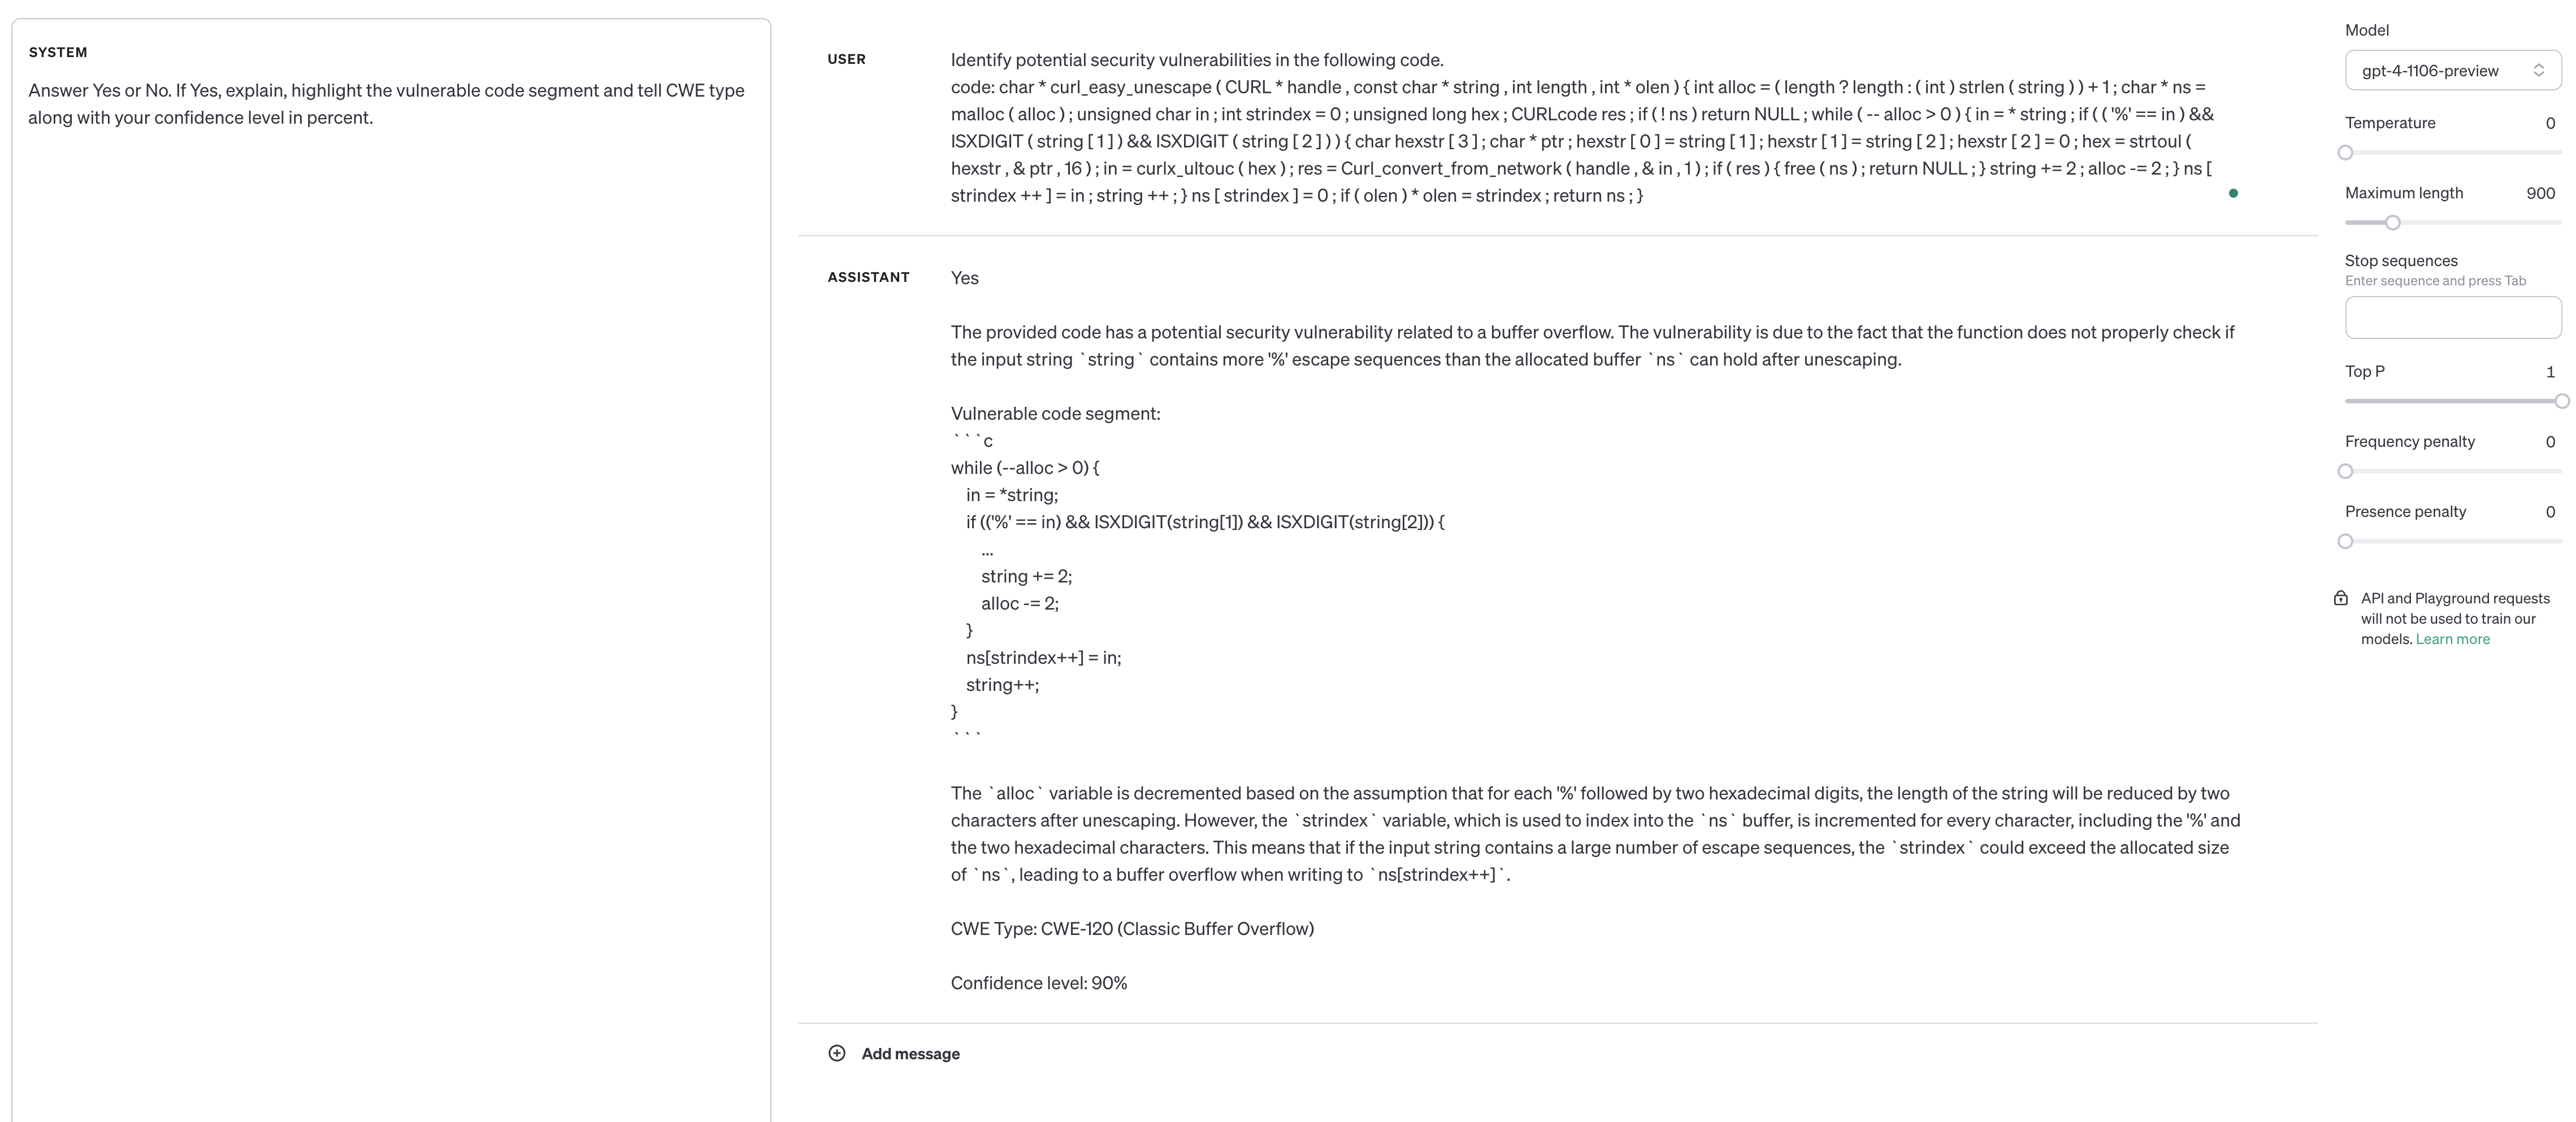 SYSTEM
Answer Yes or No. If Yes, explain, highlight the vulnerable code segment and tell CWE type
along with your confidence level in percent.
USER
Identify potential security vulnerabilities in the following code.
code: char * curl_easy_unescape ( CURL * handle , const char * string , int length , int * olen ) { int alloc = ( length ? length : ( int ) strlen ( string ) ) + 1 ; char * ns =
malloc ( alloc ) ; unsigned char in ; int strindex = 0 ; unsigned long hex ; CURLcode res ; if ( ! ns ) return NULL ; while ( -- alloc > 0 ) { in = * string ; if ( ( '%' == in ) &&
ISXDIGIT ( string [ 1 ] ) && ISXDIGIT ( string [ 2 ] ) ) { char hexstr [ 3 ] ; char * ptr ; hexstr [ 0 ] = string [ 1 ] ; hexstr [ 1 ] = string [ 2 ] ; hexstr [ 2 ] = 0 ; hex = strtoul (
hexstr , & ptr , 16 ) ; in = curlx_ultouc ( hex ) ; res = Curl_convert_from_network ( handle , & in , 1 ) ; if ( res ) { free ( ns ) ; return NULL ; } string += 2 ; alloc -= 2 ; } ns [
strindex ++ ] = in ; string ++ ; } ns [ strindex ] = 0 ; if ( olen ) * olen = strindex ; return ns ; }
ASSISTANT
Yes
The provided code has a potential security vulnerability related to a buffer overflow. The vulnerability is due to the fact that the function does not properly check if
the input string `string` contains more '%' escape sequences than the allocated buffer `ns` can hold after unescaping.
Vulnerable code segment:
```c
while (--alloc > 0) {
in = *string;
if (('%' == in) && ISXDIGIT(string[1]) && ISXDIGIT(string[2])) {
...
string += 2;
alloc -= 2;
}
ns[strindex++] = in;
string++;
}
```
The `alloc` variable is decremented based on the assumption that for each '%' followed by two hexadecimal digits, the length of the string will be reduced by two
characters after unescaping. However, the `strindex` variable, which is used to index into the `ns` buffer, is incremented for every character, including the '%' and
the two hexadecimal characters. This means that if the input string contains a large number of escape sequences, the `strindex` could exceed the allocated size
of `ns`, leading to a buffer overflow when writing to `ns[strindex++]`.
CWE Type: CWE-120 (Classic Buffer Overflow)
Confidence level: 90%
Add message
Model
gpt-4-1106-preview
Temperature 0
Maximum length 900
Stop sequences
Enter sequence and press Tab
Top P 1
Frequency penalty 0
Presence penalty 0
API and Playground requests
will not be used to train our
models. Learn more